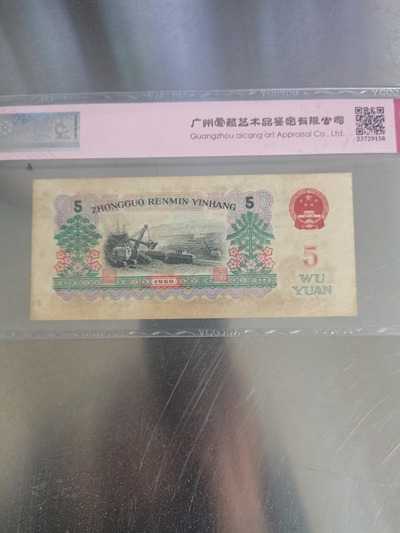 广州爱藏艺术品鉴定有限公司
Guangzhou aicang art Appraisal Co., Ltd.
23729158
5
ZHONGGUO RENMIN YINHANG
5
5
WU
YUAN
1960